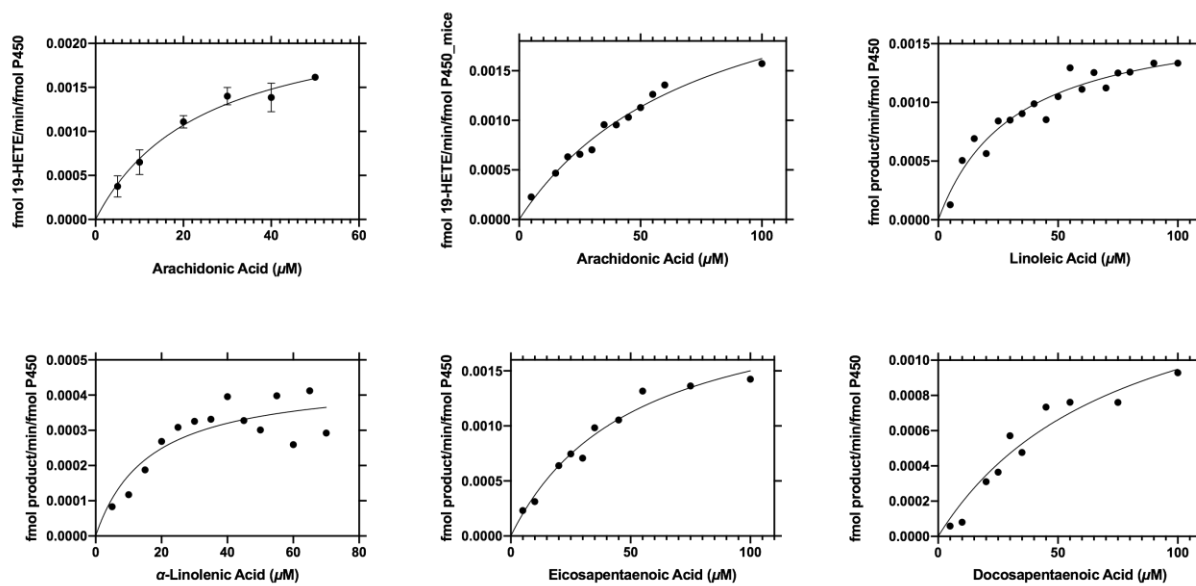 fmol 19-HETE/min/fmol P450
0.0020
0.0015
0.0010
0.0005
0.0000
0 20 40 60
Arachidonic Acid (μM)
fmol 19-HETE/min/fmol P450_mice
0.0015
0.0010
0.0005
0.0000
0 50 100
Arachidonic Acid (μM)
fmol product/min/fmol P450
0.0015
0.0010
0.0005
0.0000
0 50 100
Linoleic Acid (μM)
fmol product/min/fmol P450
0.0005
0.0004
0.0003
0.0002
0.0001
0.0000
0 20 40 60 80
α-Linolenic Acid (μM)
fmol product/min/fmol P450
0.0015
0.0010
0.0005
0.0000
0 50 100
Eicosapentaenoic Acid (μM)
fmol product/min/fmol P450
0.0010
0.0008
0.0006
0.0004
0.0002
0.0000
0 50 100
Docosapentaenoic Acid (μM)